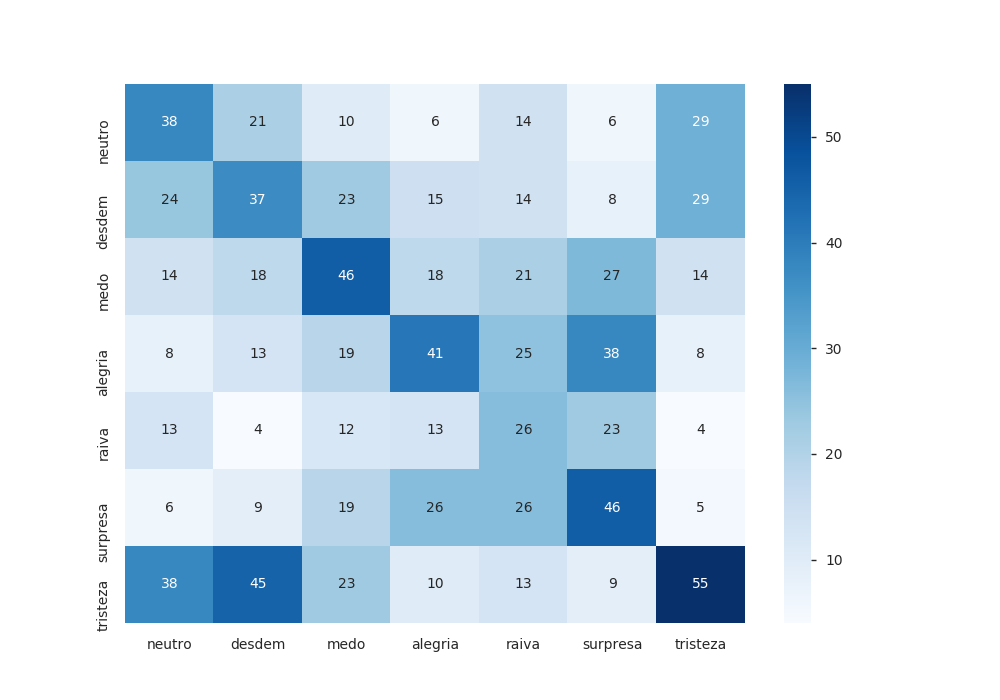 neutro 38 21 10 6 14 6 29
desdem 24 37 23 15 14 8 29
medo 14 18 46 18 21 27 14
alegria 8 13 19 41 25 38 8
raiva 13 4 12 13 26 23 4
surpresa 6 9 19 26 26 46 5
tristeza 38 45 23 10 13 9 55
neutro desdem medo alegria raiva surpresa tristeza
50
40
30
20
10